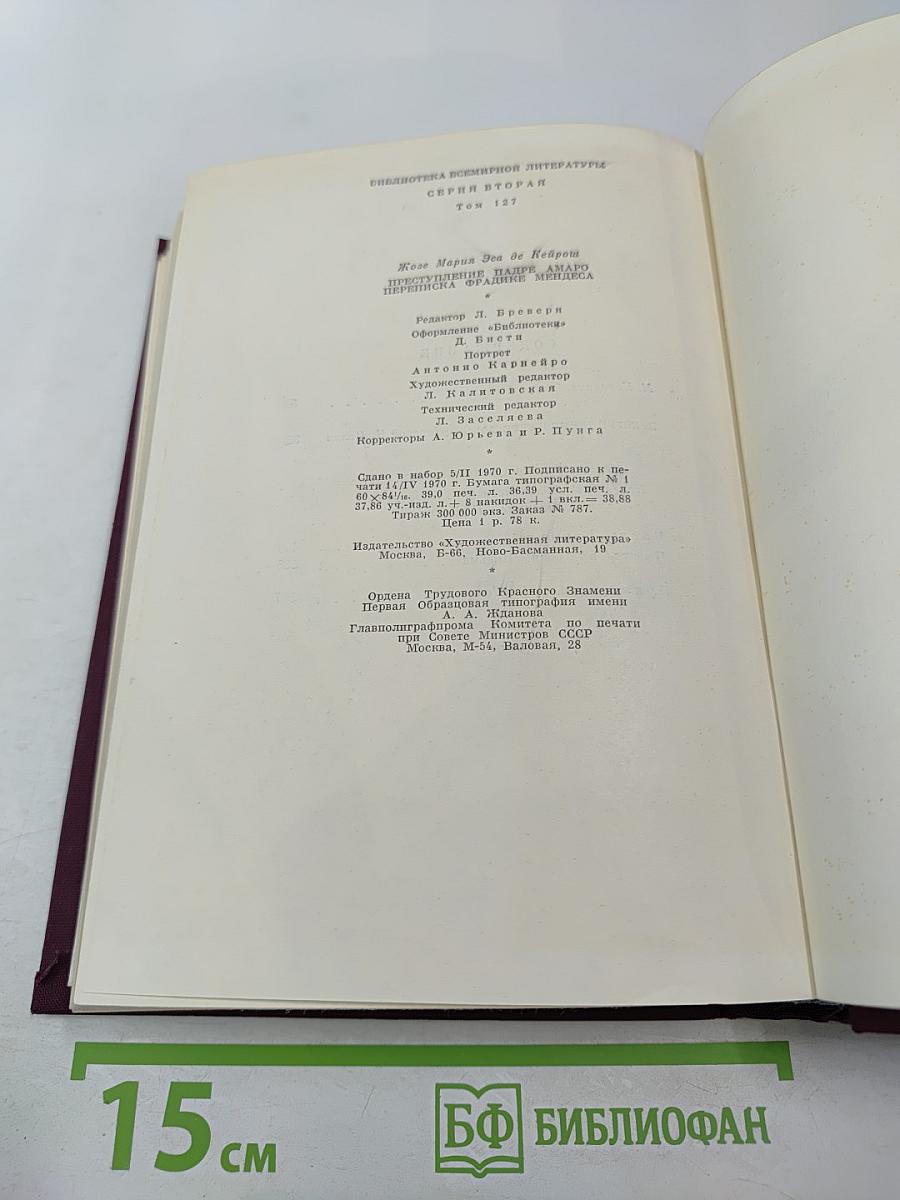 БИБЛИОТЕКА ВСЕМИРНОЙ ЛИТЕРАТУРЫ
СЕРИЯ ВТОРАЯ
Том 127
Жозе Мария Эса де Кейрош
ПРЕСТУПЛЕНИЕ ПАДРЕ АМАРО
ПЕРЕПИСКА ФРАДИКЕ МЕНДЕСА
*
Редактор Л. Бреверн
Оформление «Библиотеки»
Д. Бисти
Портрет
Антонио Карнейро
Художественный редактор
Л. Калитовская
Технический редактор
Л. Заселяева
Корректоры А. Юрьева и Р. Пунга
*
Сдано в набор 5/II 1970 г. Подписано к пе-
чати 14/IV 1970 г. Бумага типографская № 1
60×84 1/16. 39,0 печ. л. 36,39 усл. печ. л.
37,86 уч.-изд. л. + 8 накидок + 1 вкл. = 38,88
Тираж 300 000 экз. Заказ № 787.
Цена 1 р. 78 к.
Издательство «Художественная литература»
Москва, Б-66, Ново-Басманная, 19
*
Ордена Трудового Красного Знамени
Первая Образцовая типография имени
А. А. Жданова
Главполиграфпрома Комитета по печати
при Совете Министров СССР
Москва, М-54, Валовая, 28
15 см
БФ БИБЛИОФАН